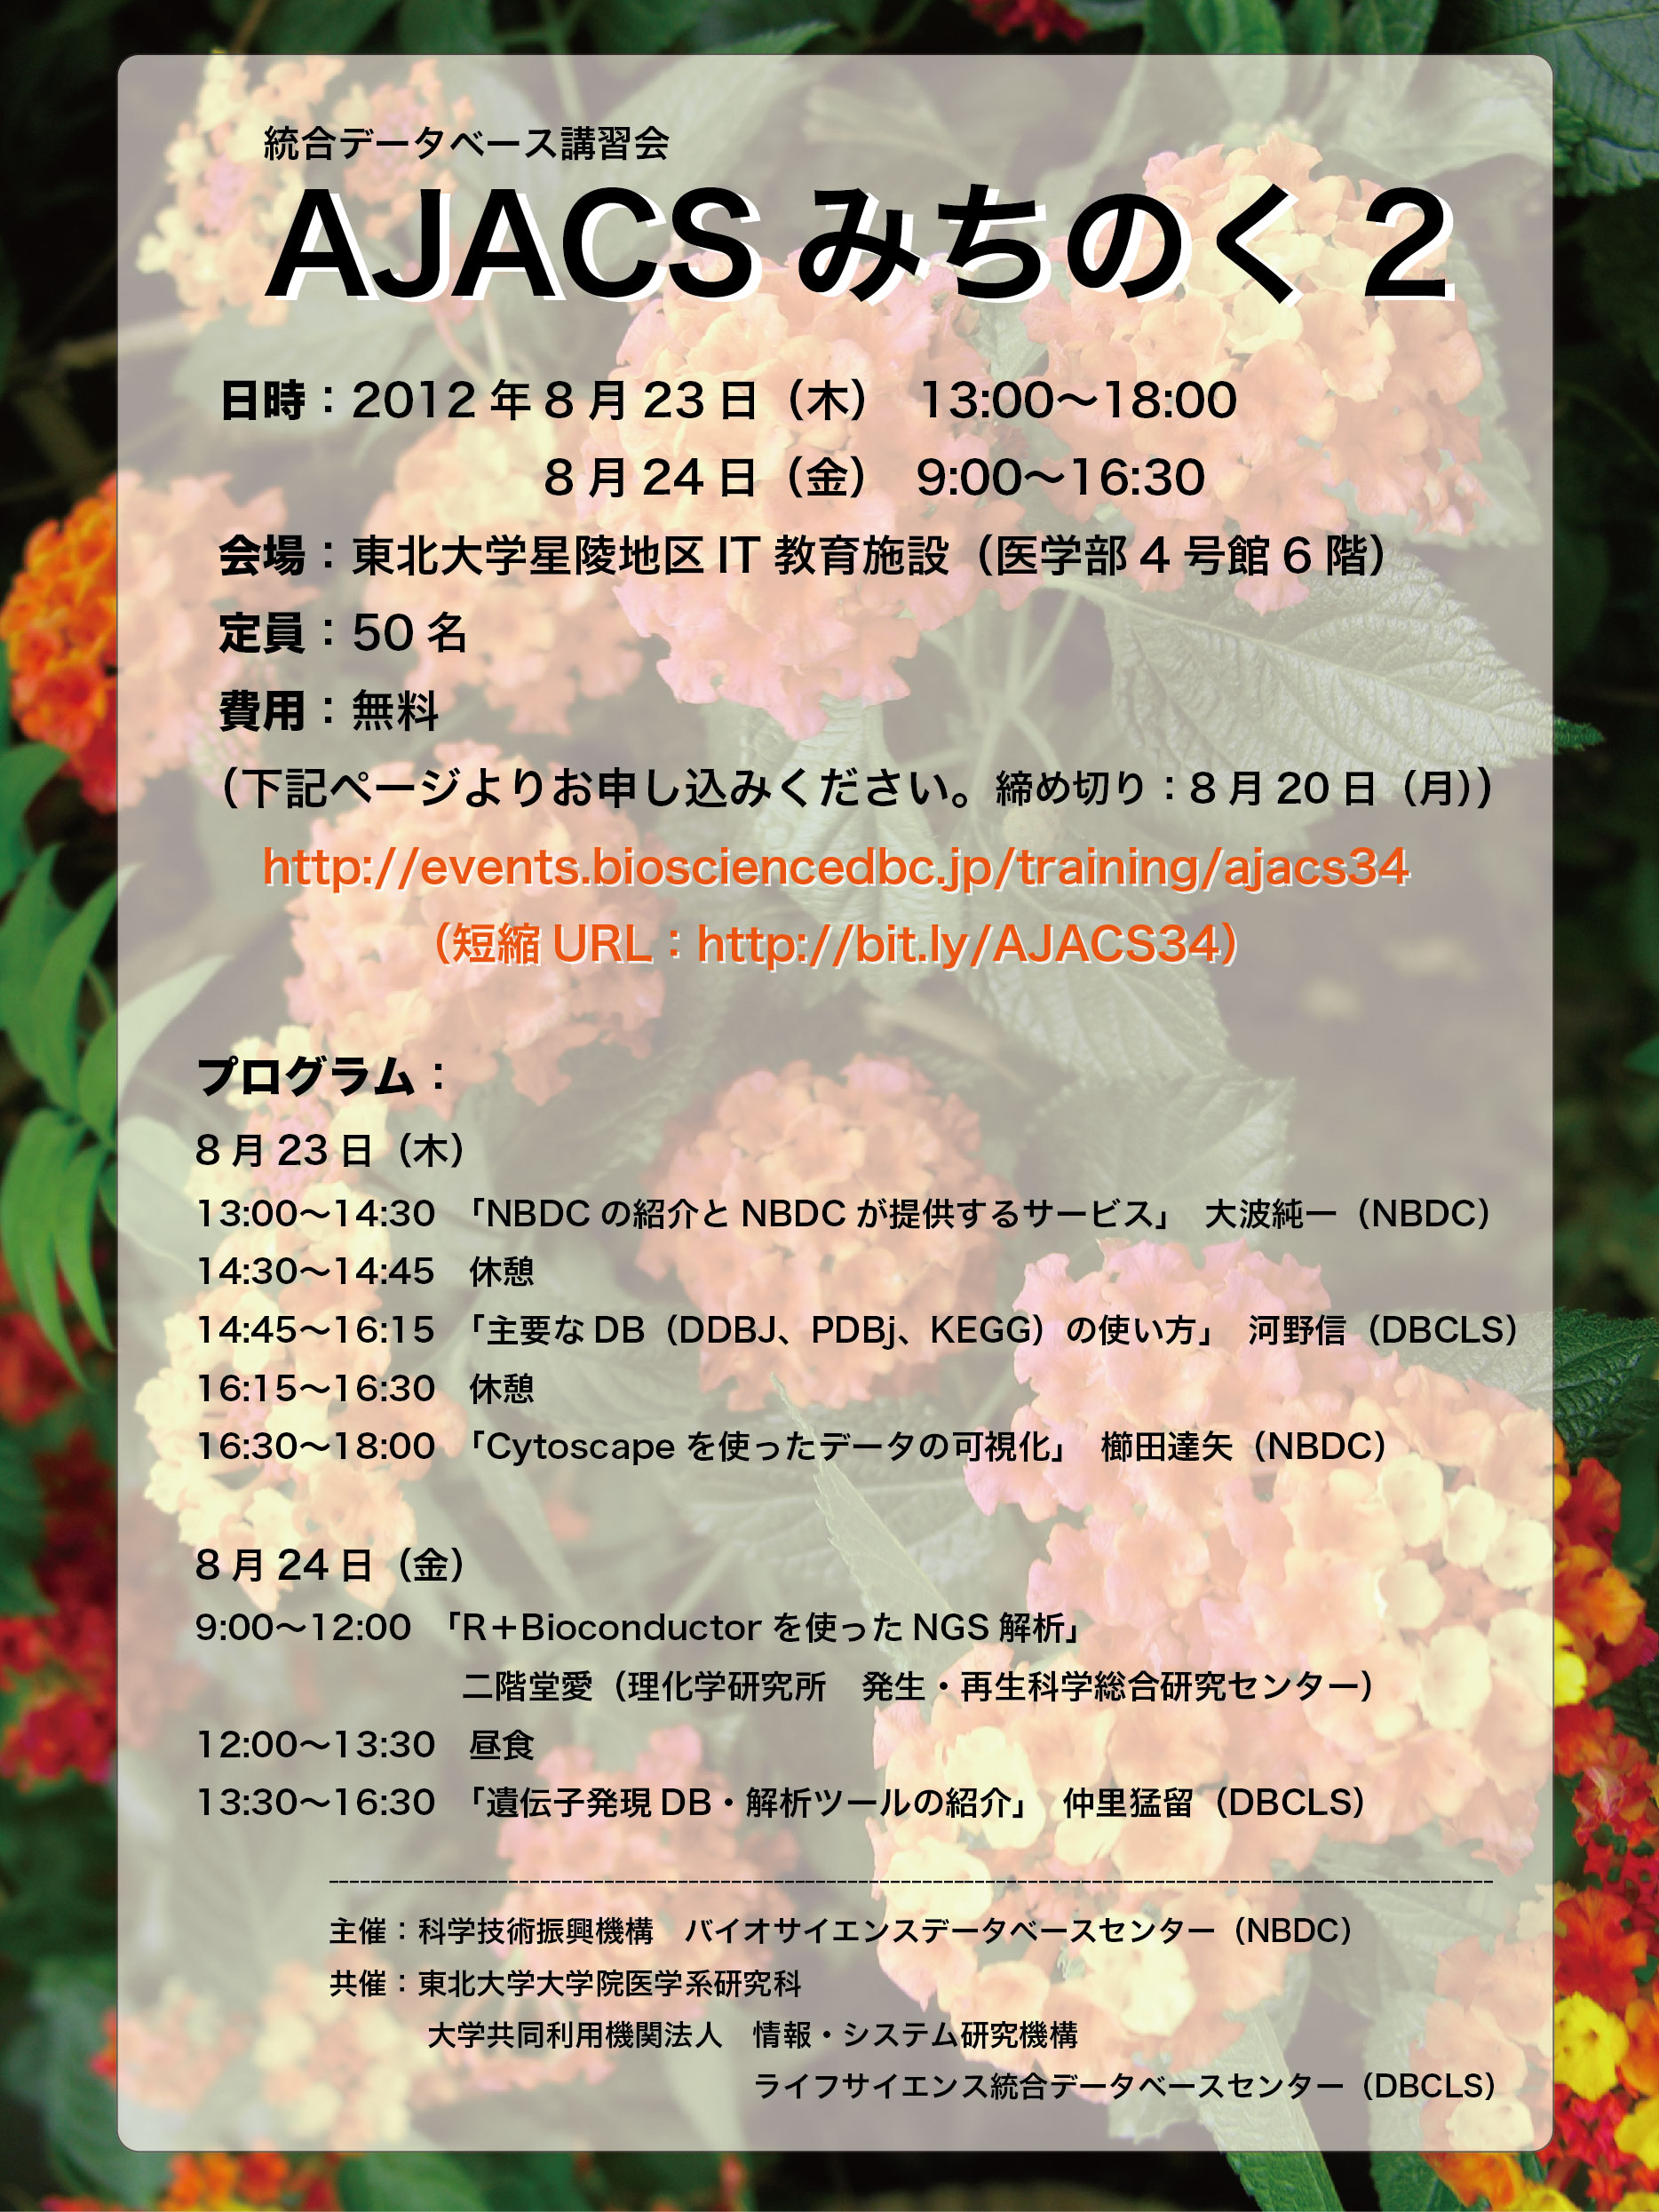 統合データベース講習会
AJACS みちのく 2
日時：2012 年 8 月 23 日（木） 13:00〜18:00
8 月 24 日（金） 9:00〜16:30
会場：東北大学星陵地区 IT 教育施設（医学部 4 号館 6 階）
定員：50 名
費用：無料
（下記ページよりお申し込みください。締め切り：8 月 20 日（月））
http://events.biosciencedbc.jp/training/ajacs34
（短縮 URL：http://bit.ly/AJACS34）
プログラム：
8 月 23 日（木）
13:00〜14:30 「NBDC の紹介と NBDC が提供するサービス」 大波純一（NBDC）
14:30〜14:45 休憩
14:45〜16:15 「主要な DB（DDBJ、PDBj、KEGG）の使い方」 河野信（DBCLS）
16:15〜16:30 休憩
16:30〜18:00 「Cytoscape を使ったデータの可視化」 櫛田達矢（NBDC）
8 月 24 日（金）
9:00〜12:00 「R＋Bioconductor を使った NGS 解析」
二階堂愛（理化学研究所　発生・再生科学総合研究センター）
12:00〜13:30 昼食
13:30〜16:30 「遺伝子発現 DB・解析ツールの紹介」 仲里猛留（DBCLS）
主催：科学技術振興機構　バイオサイエンスデータベースセンター（NBDC）
共催：東北大学大学院医学系研究科
大学共同利用機関法人　情報・システム研究機構
ライフサイエンス統合データベースセンター（DBCLS）